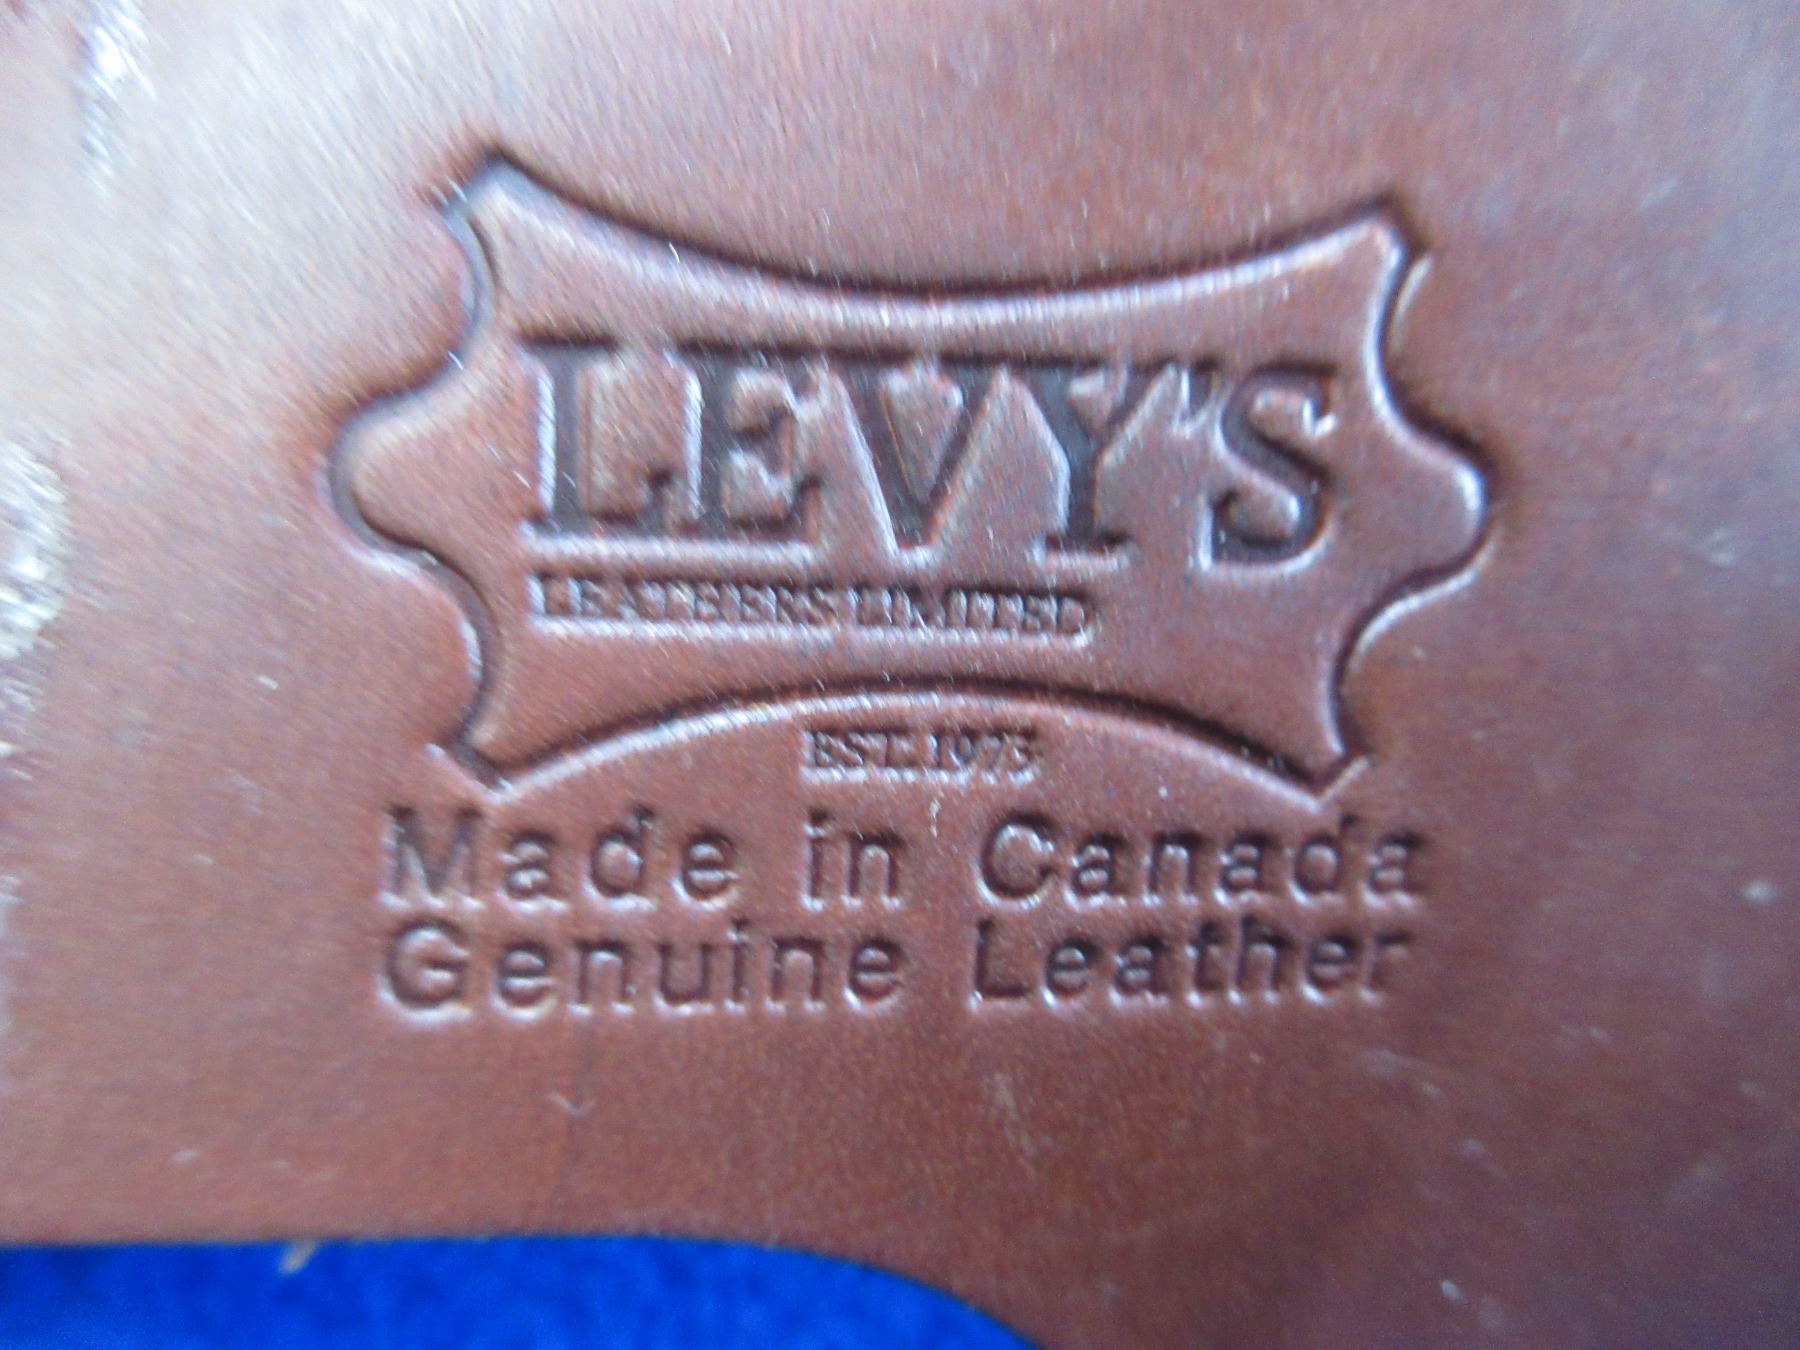 LEVY'S
LEATHERS LIMITED
EST. 1973
Made in Canada
Genuine Leather